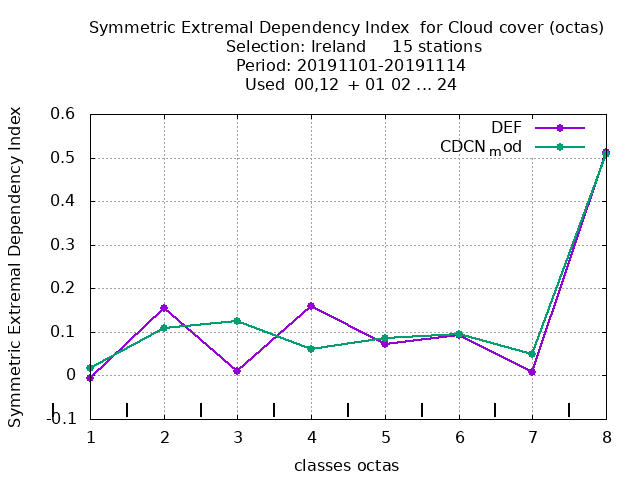 Symmetric Extremal Dependency Index  for Cloud cover (octas)
Selection: Ireland     15 stations
Period: 20191101-20191114
Used  00,12  + 01 02 ... 24
Symmetric Extremal Dependency Index
0.6
0.5
0.4
0.3
0.2
0.1
0
-0.1
DEF
CDCNmod
1 2 3 4 5 6 7 8
classes octas